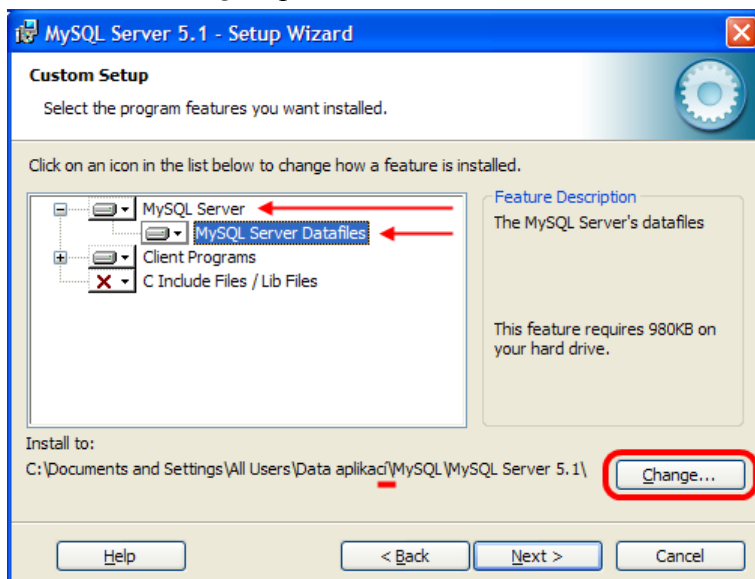 MySQL Server 5.1 - Setup Wizard
Custom Setup
Select the program features you want installed.
Click on an icon in the list below to change how a feature is installed.
MySQL Server
MySQL Server Datafiles
Client Programs
C Include Files / Lib Files
Feature Description
The MySQL Server's datafiles
This feature requires 980KB on
your hard drive.
Install to:
C:\Documents and Settings\All Users\Data aplikací\MySQL\MySQL Server 5.1\
Change...
Help
< Back
Next >
Cancel